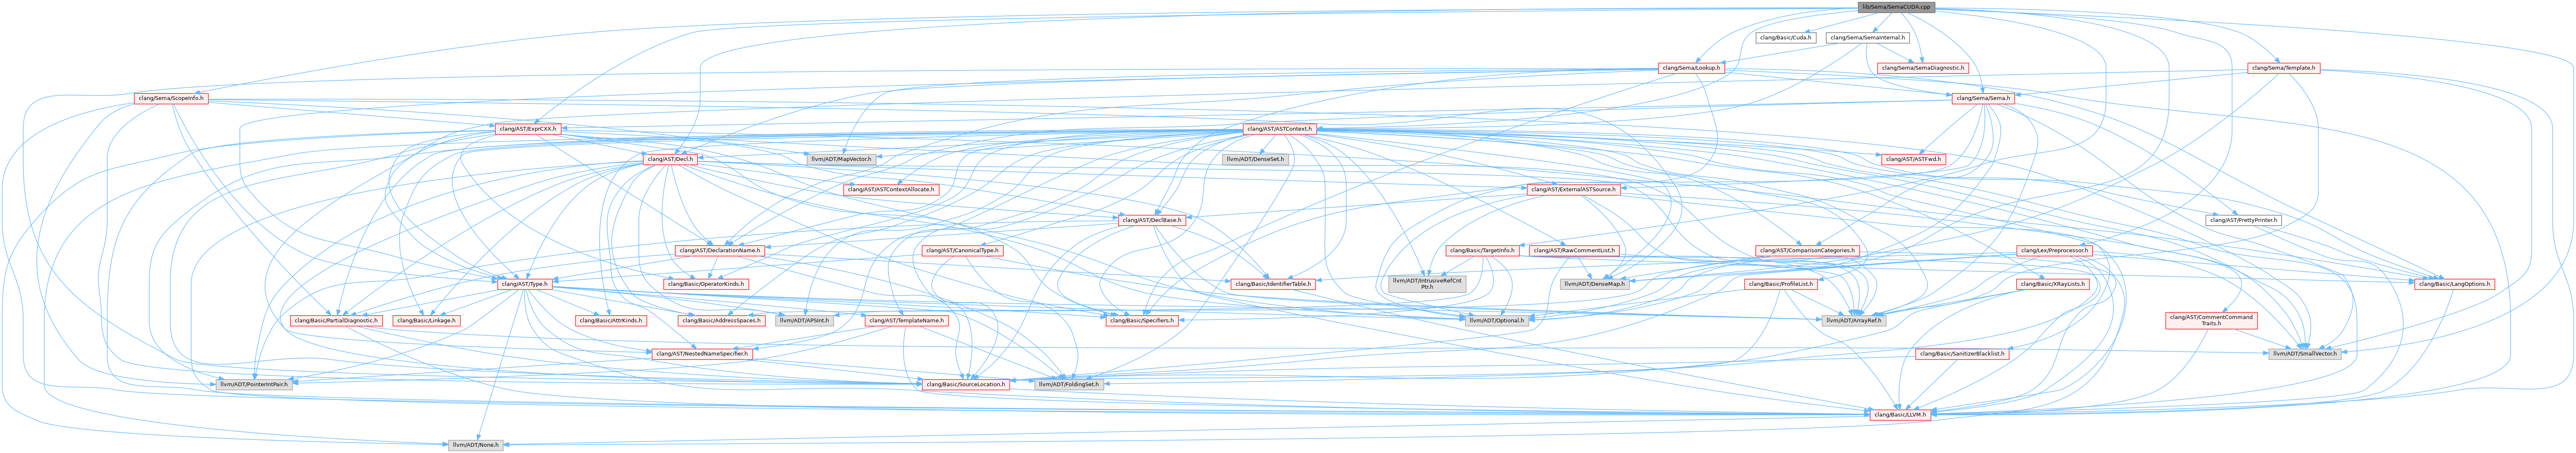 lib/Sema/SemaCUDA.cpp
clang/Basic/Cuda.h
clang/Sema/SemaInternal.h
clang/Sema/Lookup.h
clang/Sema/SemaDiagnostic.h
clang/Sema/Template.h
clang/Sema/ScopeInfo.h
clang/Sema/Sema.h
clang/AST/ExprCXX.h
clang/AST/ASTContext.h
clang/AST/Decl.h
llvm/ADT/MapVector.h
llvm/ADT/DenseSet.h
clang/AST/ASTFwd.h
clang/AST/ASTContextAllocate.h
clang/AST/ExternalASTSource.h
clang/AST/DeclBase.h
clang/AST/PrettyPrinter.h
clang/AST/DeclarationName.h
clang/AST/CanonicalType.h
clang/Basic/TargetInfo.h
clang/AST/RawCommentList.h
clang/AST/ComparisonCategories.h
clang/Lex/Preprocessor.h
clang/AST/Type.h
clang/Basic/OperatorKinds.h
clang/Basic/IdentifierTable.h
llvm/ADT/IntrusiveRefCnt
Ptr.h
llvm/ADT/DenseMap.h
clang/Basic/ProfileList.h
clang/Basic/XRayLists.h
clang/Basic/LangOptions.h
clang/Basic/PartialDiagnostic.h
clang/Basic/Linkage.h
clang/Basic/AttrKinds.h
clang/Basic/AddressSpaces.h
llvm/ADT/APSInt.h
clang/AST/TemplateName.h
clang/Basic/Specifiers.h
llvm/ADT/Optional.h
llvm/ADT/ArrayRef.h
clang/AST/CommentCommand
Traits.h
clang/AST/NestedNameSpecifier.h
clang/Basic/SanitizerBlacklist.h
llvm/ADT/SmallVector.h
llvm/ADT/PointerIntPair.h
clang/Basic/SourceLocation.h
llvm/ADT/FoldingSet.h
clang/Basic/LLVM.h
llvm/ADT/None.h